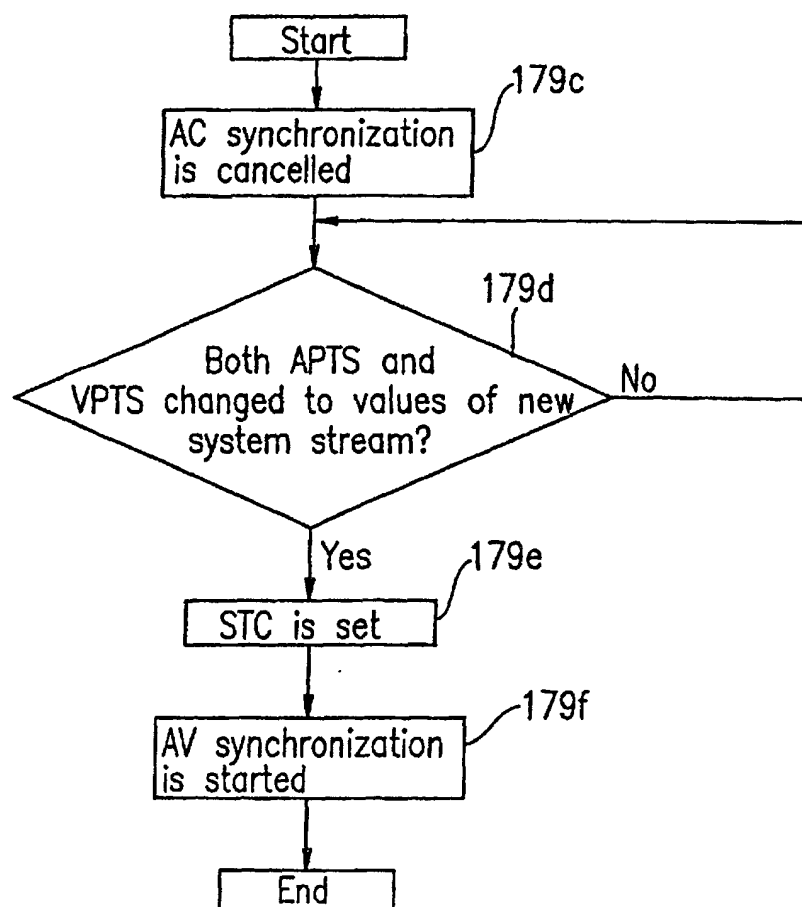 Start
179c
AC synchronization
is cancelled
179d
Both APTS and
VPTS changed to values of new
system stream?
No
Yes
179e
STC is set
179f
AV synchronization
is started
End